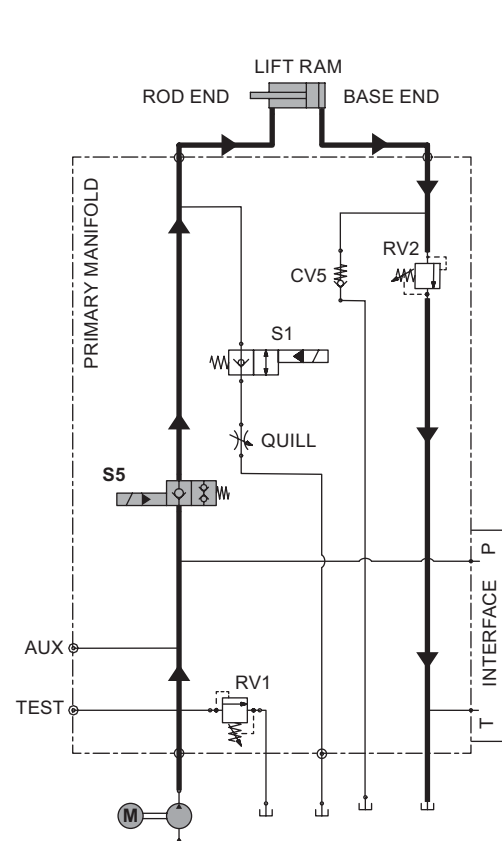 LIFT RAM
ROD END
BASE END
PRIMARY MANIFOLD
RV2
CV5
S1
QUILL
S5
P
INTERFACE
AUX
RV1
TEST
T
M